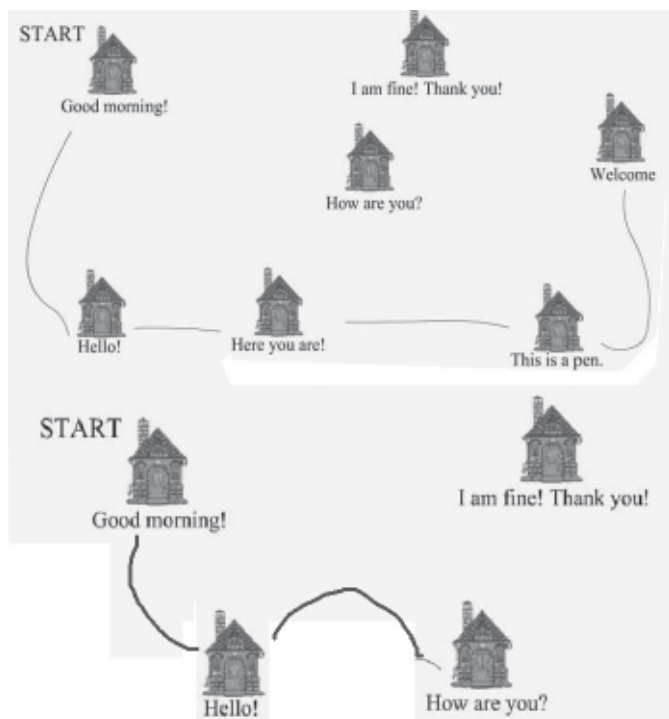 START
Good morning!
I am fine! Thank you!
Welcome
How are you?
Hello!
Here you are!
This is a pen.
START
Good morning!
I am fine! Thank you!
Hello!
How are you?